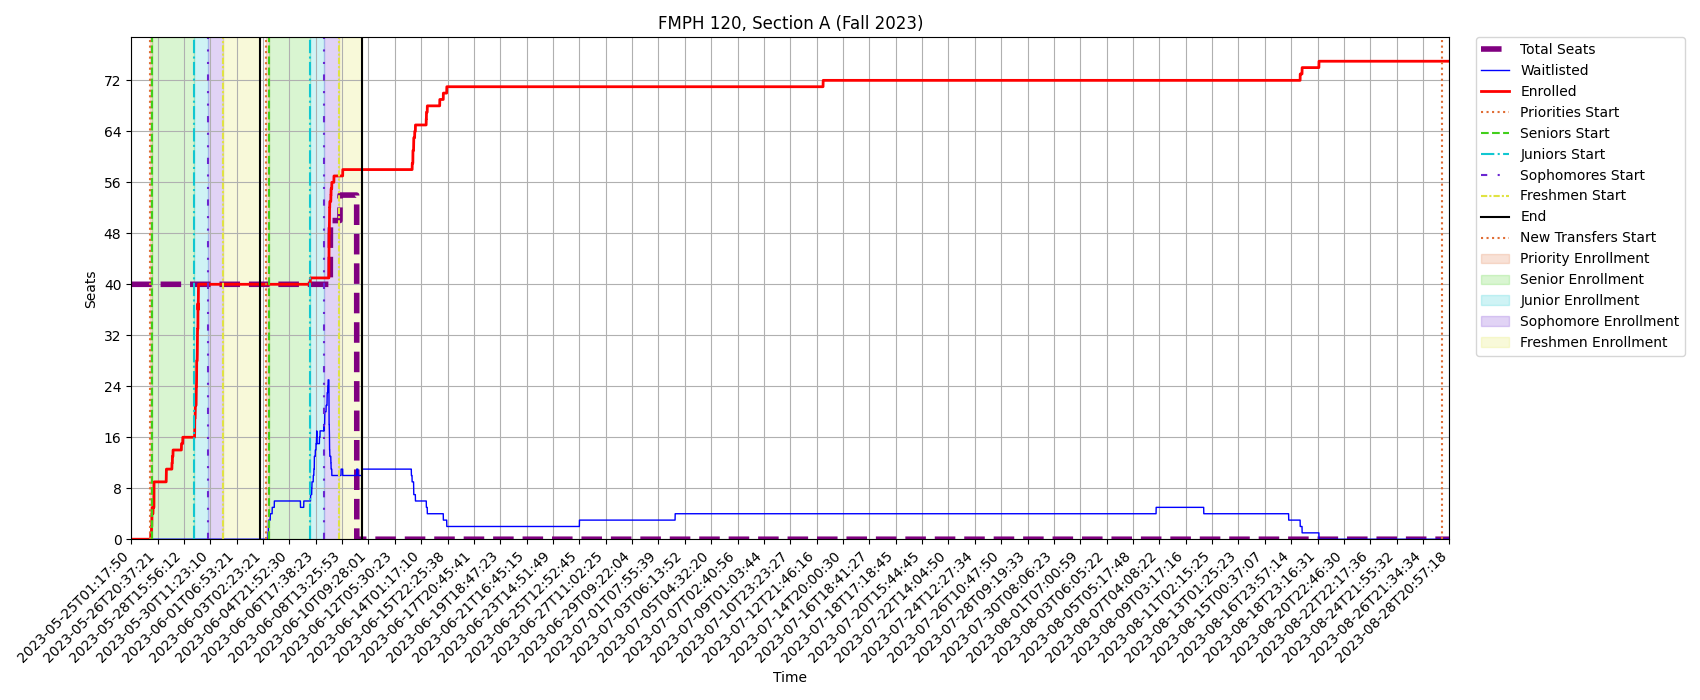 FMPH 120, Section A (Fall 2023)
Seats
72
64
56
48
40
32
24
16
8
0
2023-05-25T01:17:50
2023-05-26T20:37:21
2023-05-28T15:56:12
2023-05-30T11:23:10
2023-06-01T06:53:21
2023-06-03T02:23:21
2023-06-04T21:52:30
2023-06-06T17:38:23
2023-06-08T13:25:53
2023-06-10T09:28:01
2023-06-12T05:30:23
2023-06-14T01:17:10
2023-06-15T22:25:38
2023-06-17T20:45:41
2023-06-19T18:47:23
2023-06-21T16:45:15
2023-06-23T14:51:49
2023-06-25T12:52:45
2023-06-27T11:02:25
2023-06-29T09:22:04
2023-07-01T07:55:39
2023-07-03T06:13:52
2023-07-05T04:32:20
2023-07-07T02:40:56
2023-07-09T01:03:44
2023-07-10T23:23:27
2023-07-12T21:46:16
2023-07-14T20:00:30
2023-07-16T18:41:27
2023-07-18T17:18:45
2023-07-20T15:44:45
2023-07-22T14:04:50
2023-07-24T12:27:34
2023-07-26T10:47:50
2023-07-28T09:19:33
2023-07-30T08:06:23
2023-08-01T07:00:59
2023-08-03T06:05:22
2023-08-05T05:17:48
2023-08-07T04:08:22
2023-08-09T03:17:16
2023-08-11T02:15:25
2023-08-13T01:25:23
2023-08-15T00:37:07
2023-08-16T23:57:14
2023-08-18T23:16:31
2023-08-20T22:46:30
2023-08-22T22:17:36
2023-08-24T21:55:32
2023-08-26T21:34:34
2023-08-28T20:57:18
Time
Total Seats
Waitlisted
Enrolled
Priorities Start
Seniors Start
Juniors Start
Sophomores Start
Freshmen Start
End
New Transfers Start
Priority Enrollment
Senior Enrollment
Junior Enrollment
Sophomore Enrollment
Freshmen Enrollment